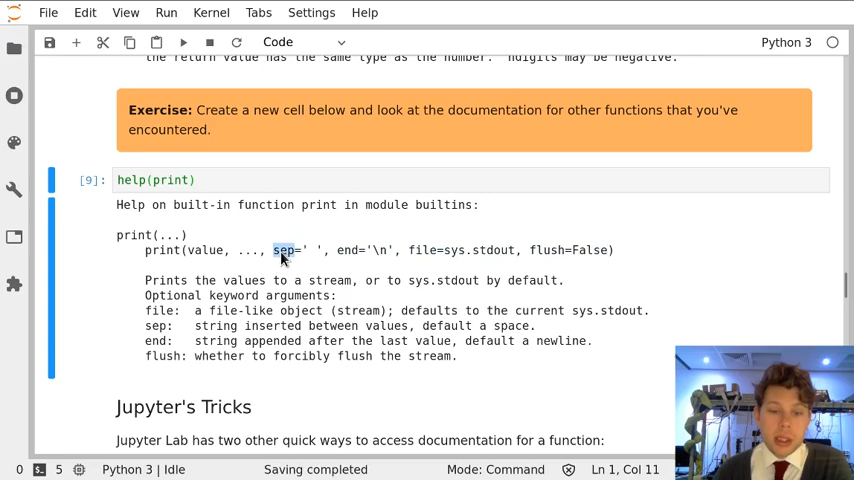 File Edit View Run Kernel Tabs Settings Help
Code Python 3
the return value has the same type as the number. ndigits may be negative.
Exercise: Create a new cell below and look at the documentation for other functions that you've
encountered.
[9]: help(print)
Help on built-in function print in module builtins:
print(...)
print(value, ..., sep=' ', end='\n', file=sys.stdout, flush=False)
Prints the values to a stream, or to sys.stdout by default.
Optional keyword arguments:
file: a file-like object (stream); defaults to the current sys.stdout.
sep: string inserted between values, default a space.
end: string appended after the last value, default a newline.
flush: whether to forcibly flush the stream.
Jupyter's Tricks
Jupyter Lab has two other quick ways to access documentation for a function:
0 5 Python 3 | Idle Saving completed Mode: Command Ln 1, Col 11